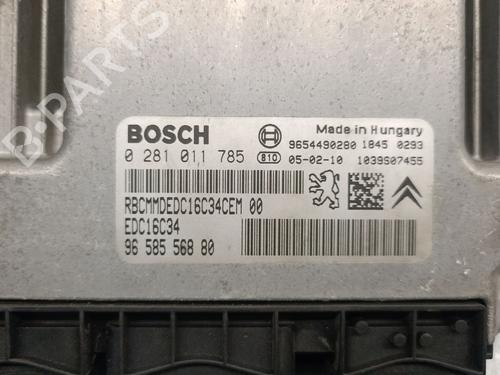 B-PARTS
BOSCH
Made in Hungary
9654490280 1845 0293
0 281 011 785 810 05-02-10 1039S07455
RBCMMDEDC16C34CEM 00
EDC16C34
96 585 568 80